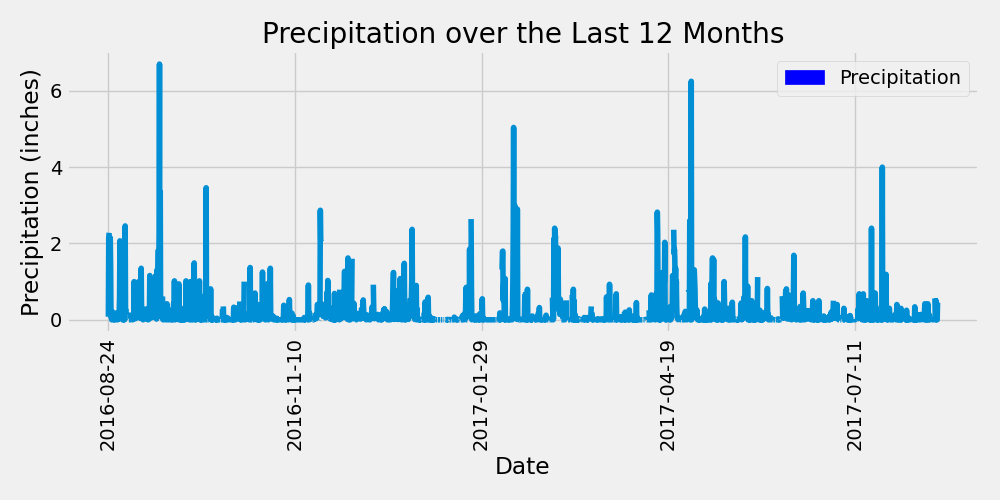 Precipitation over the Last 12 Months
Precipitation (inches)
6
4
2
0
Precipitation
2016-08-24
2016-11-10
2017-01-29
2017-04-19
2017-07-11
Date